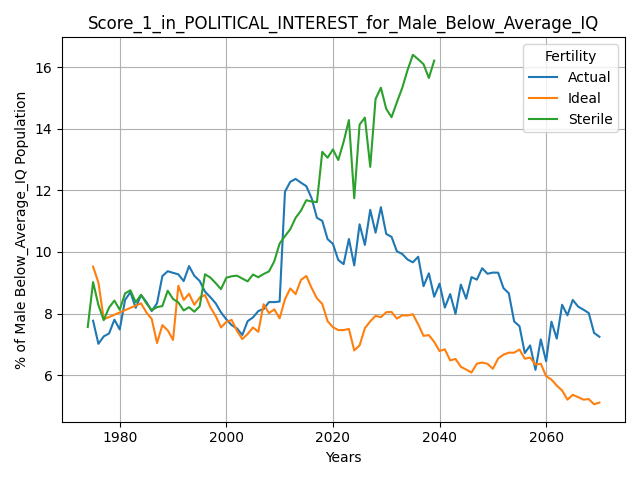 Score_1_in_POLITICAL_INTEREST_for_Male_Below_Average_IQ
% of Male Below_Average_IQ Population
16
14
12
10
8
6
Fertility
Actual
Ideal
Sterile
1980 2000 2020 2040 2060
Years